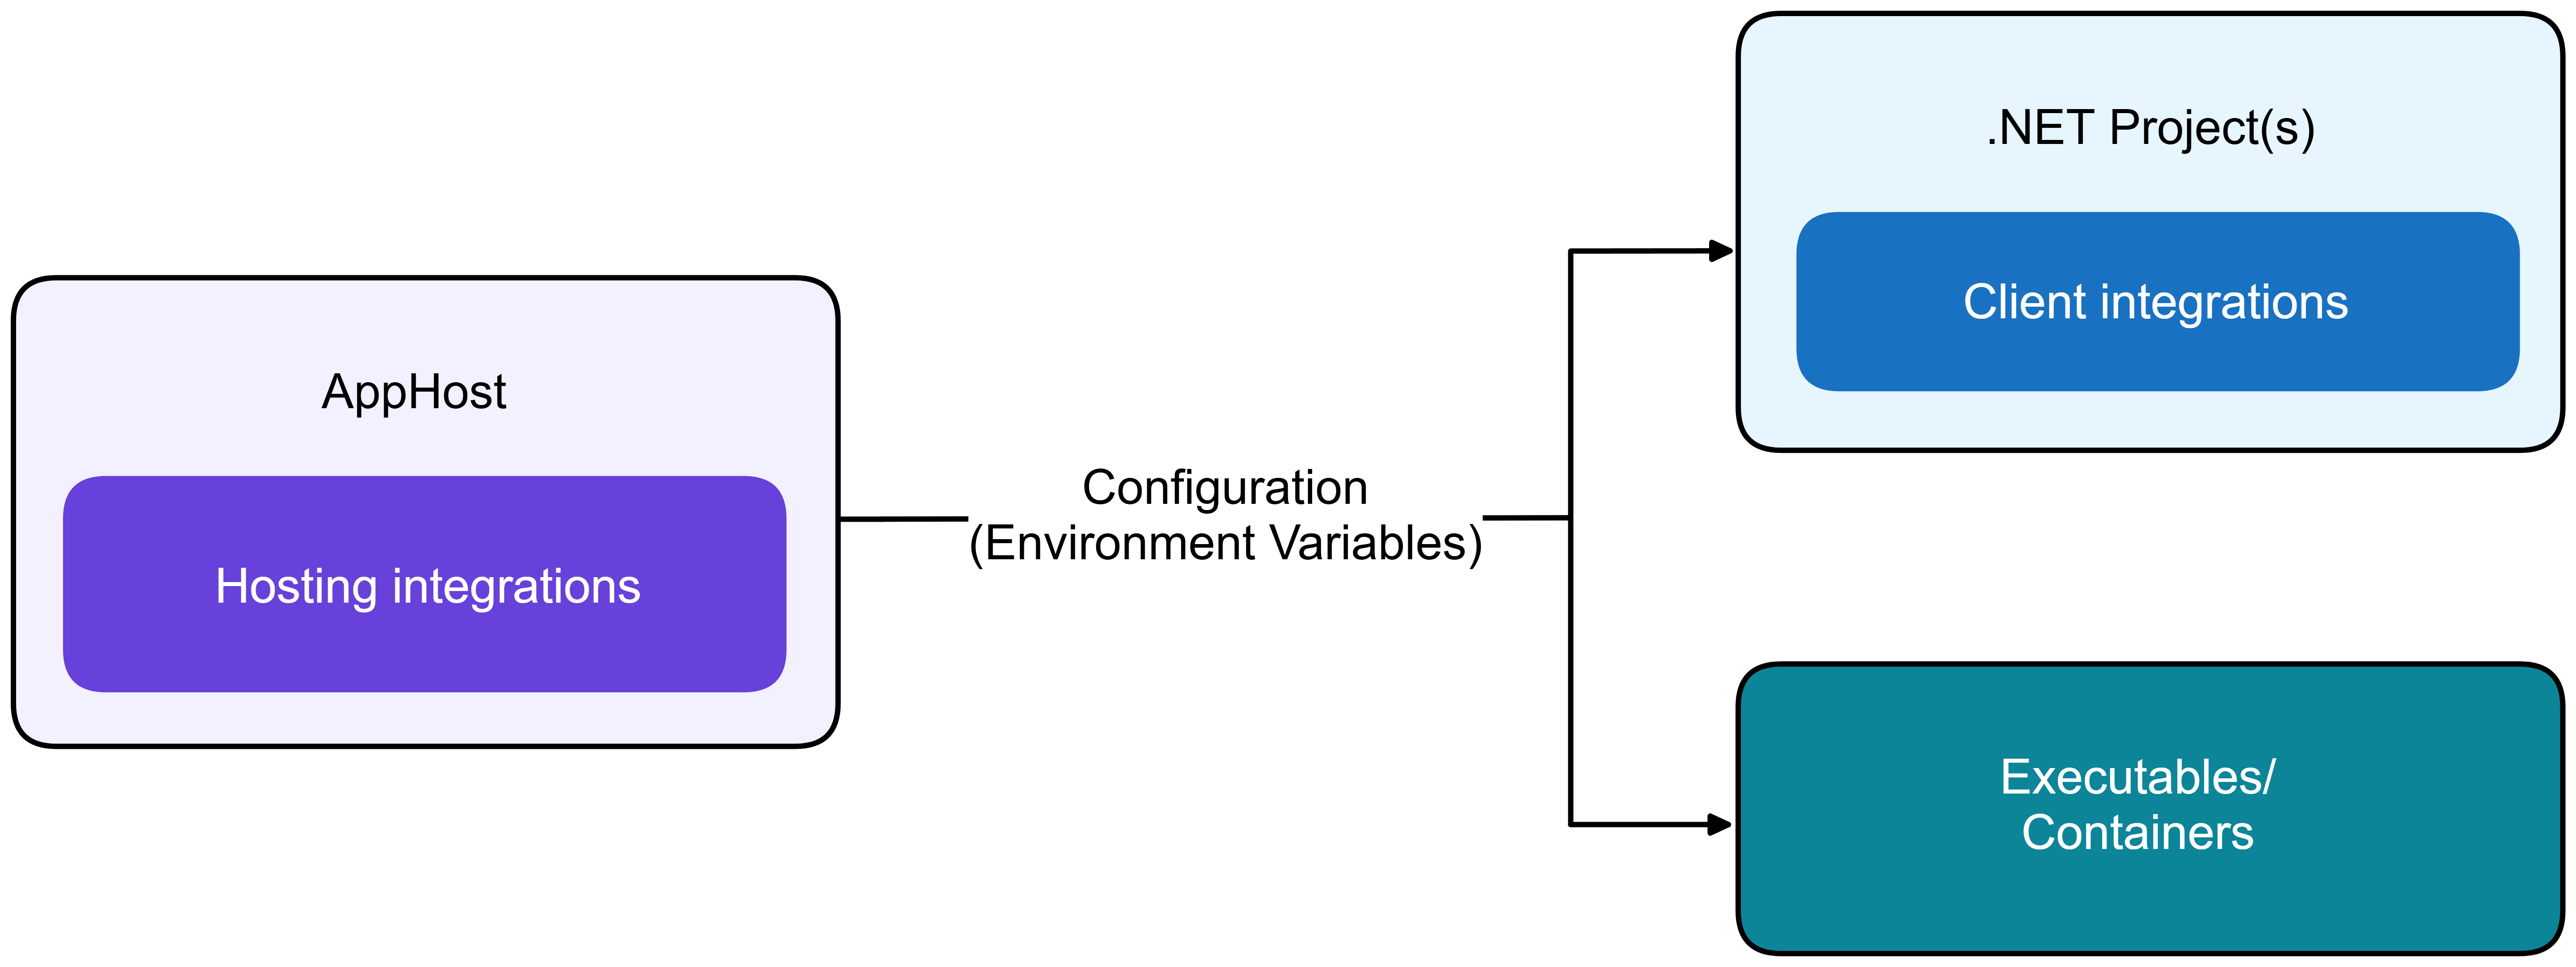 AppHost
Hosting integrations
Configuration
(Environment Variables)
.NET Project(s)
Client integrations
Executables/
Containers